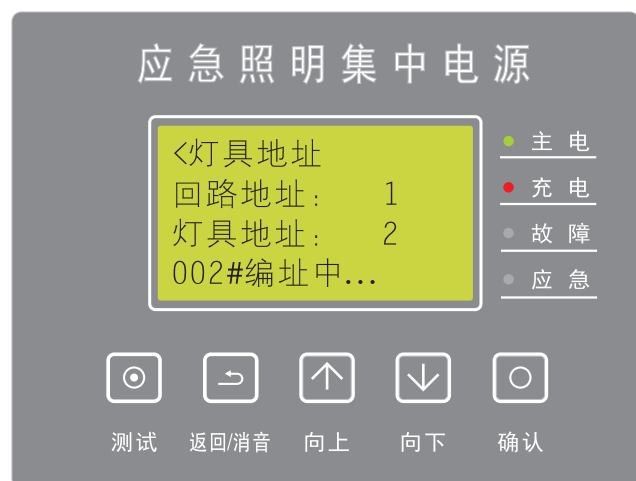 应急照明集中电源
<灯具地址
回路地址: 1
灯具地址: 2
002#编址中...
主电
充电
故障
应急
测试 返回/消音 向上 向下 确认